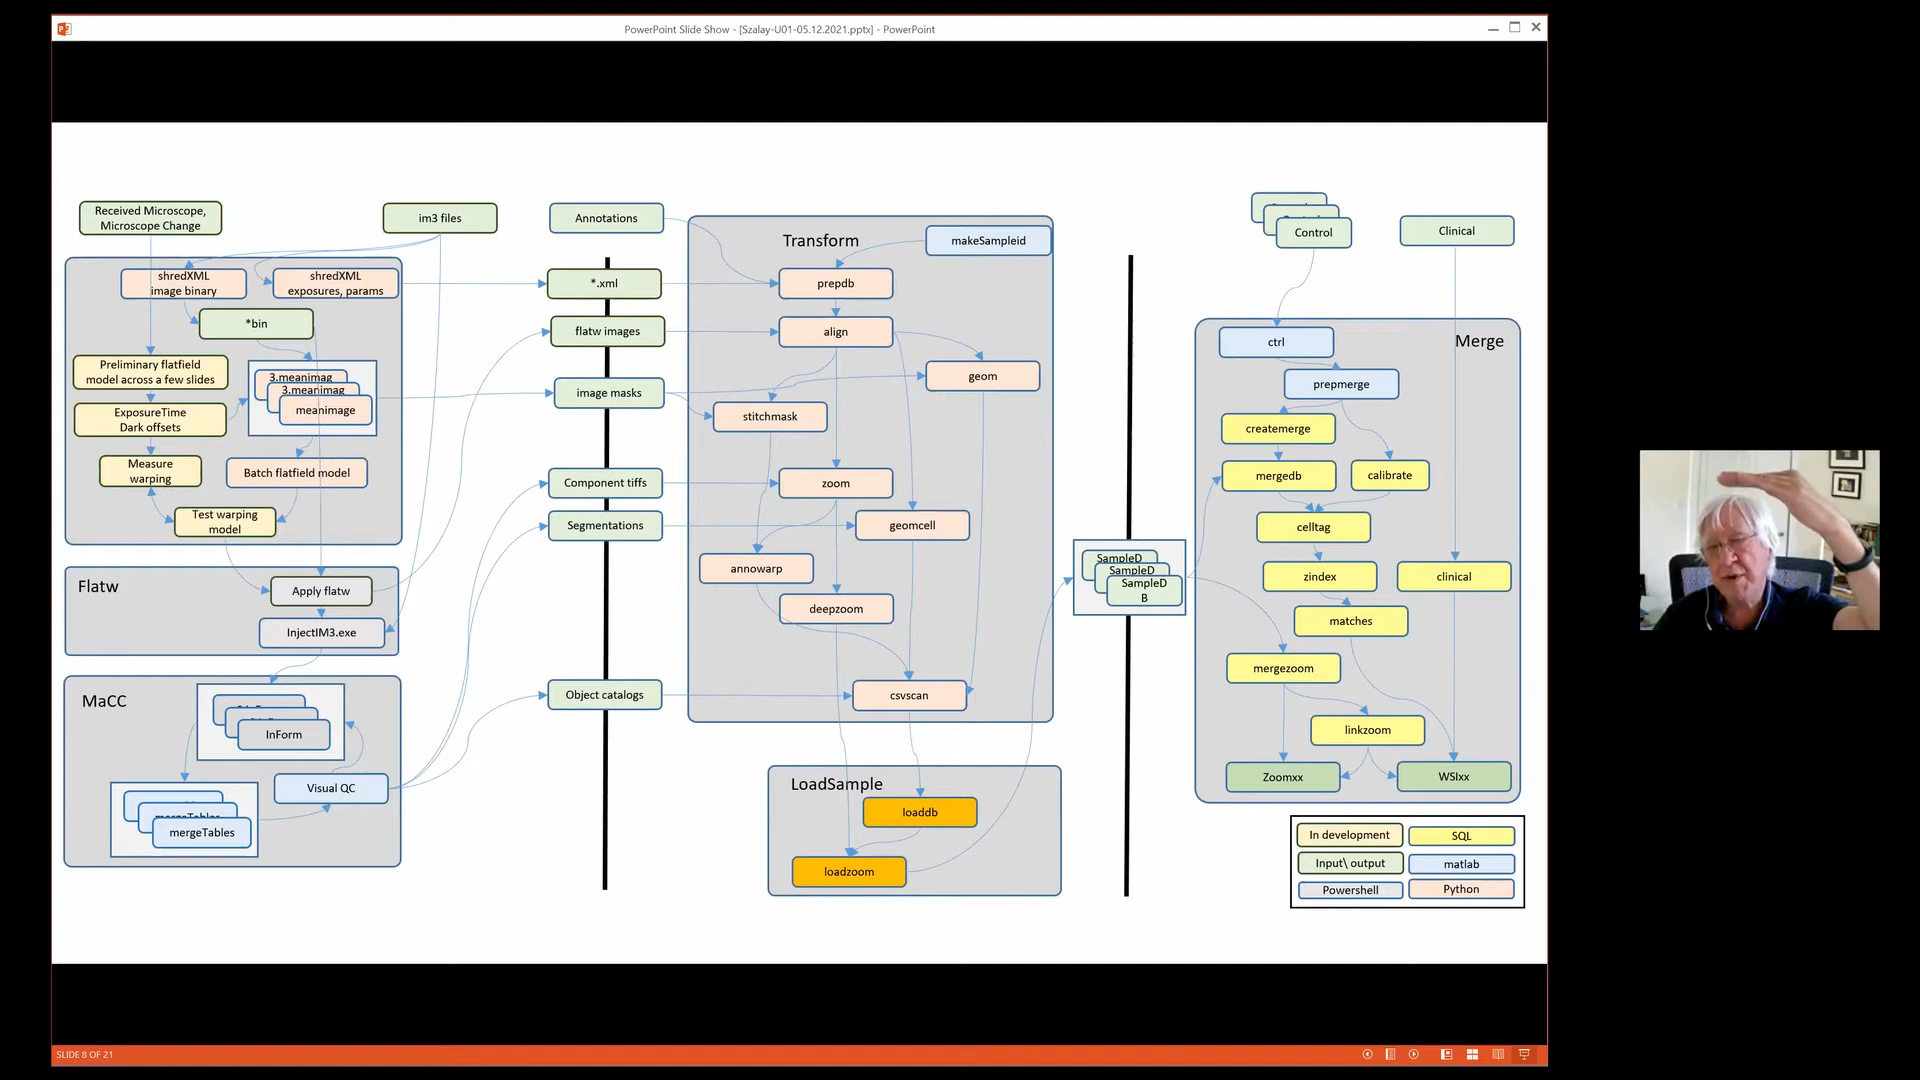 PowerPoint Slide Show - [Szalay-U01-05.12.2021.pptx] - PowerPoint
Received Microscope,
Microscope Change
im3 files
shredXML
image binary
shredXML
exposures, params
*bin
Preliminary flatfield
model across a few slides
3.meanimag
3.meanimag
meanimage
ExposureTime
Dark offsets
Measure
warping
Batch flatfield model
Test warping
model
Flatw
Apply flatw
InjectIM3.exe
MaCC
InForm
Visual QC
mergeTables
mergeTables
Annotations
*.xml
flatw images
image masks
Component tiffs
Segmentations
Object catalogs
Transform
makeSampleid
prepdb
align
geom
stitchmask
zoom
geomcell
annowarp
deepzoom
csvscan
LoadSample
loaddb
loadzoom
SampleD
SampleD
SampleD
B
Control
Clinical
Merge
ctrl
prepmerge
createmerge
mergedb
calibrate
celltag
zindex
clinical
matches
mergezoom
linkzoom
Zoomxx
WSIxx
In development
SQL
Input\ output
matlab
Powershell
Python
SLIDE 8 OF 21